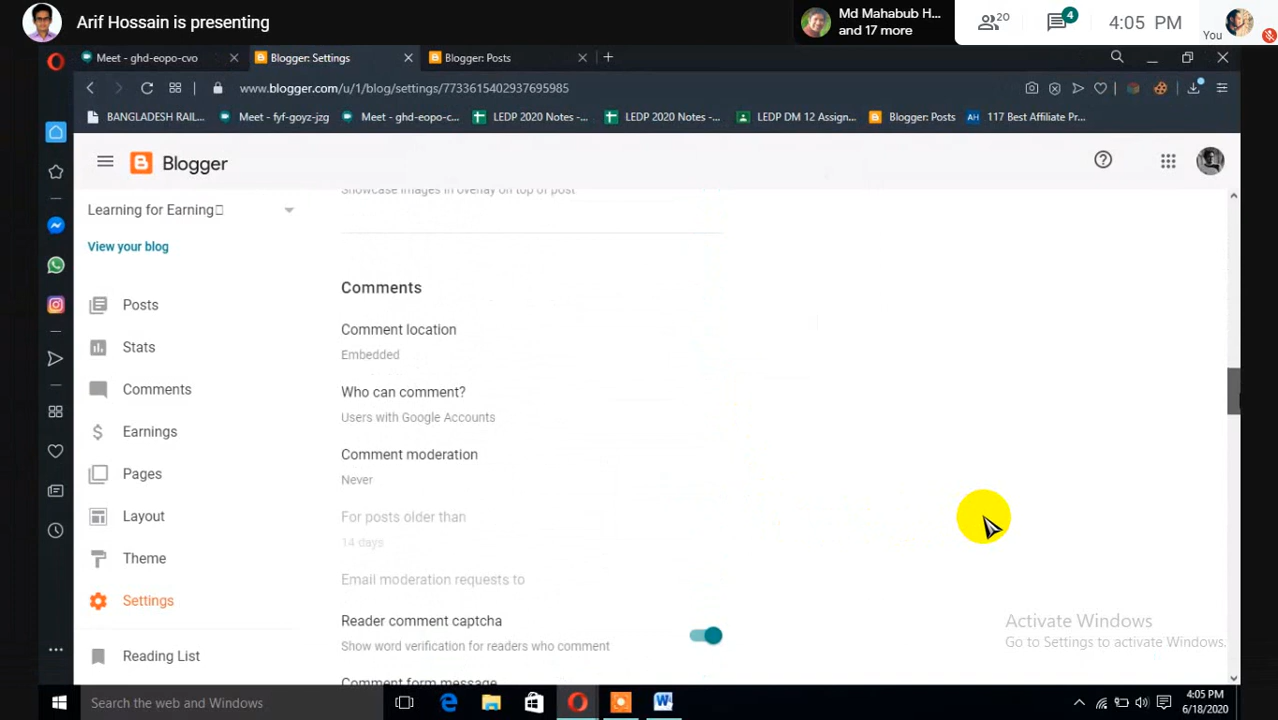 Arif Hossain is presenting
Md Mahabub H...
and 17 more
20
4
4:05 PM
You
Meet - ghd-eopo-cvo
Blogger: Settings
Blogger: Posts
www.blogger.com/u/1/blog/settings/7733615402937695985
BANGLADESH RAIL...
Meet - fyf-goyz-jzg
Meet - ghd-eopo-c...
LEDP 2020 Notes -...
LEDP 2020 Notes -...
LEDP DM 12 Assign...
Blogger: Posts
AH
117 Best Affiliate Pr...
Blogger
Learning for Earning
View your blog
Posts
Stats
Comments
Earnings
Pages
Layout
Theme
Settings
Reading List
Showcase images in overlay on top of post
Comments
Comment location
Embedded
Who can comment?
Users with Google Accounts
Comment moderation
Never
For posts older than
14 days
Email moderation requests to
Reader comment captcha
Show word verification for readers who comment
Comment form message
Activate Windows
Go to Settings to activate Windows.
Search the web and Windows
4:05 PM
6/18/2020